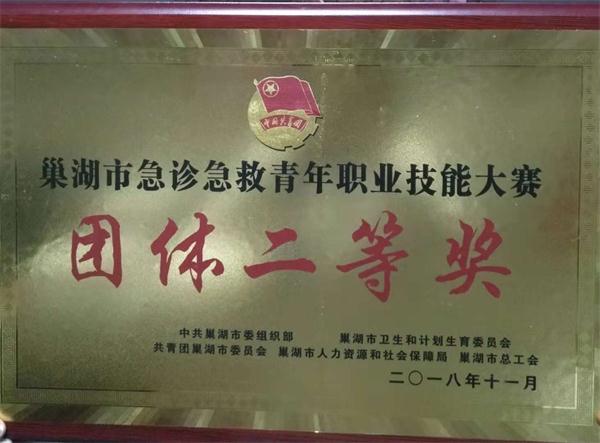 中国共青团
巢湖市急诊急救青年职业技能大赛
团体二等奖
中共巢湖市委组织部 巢湖市卫生和计划生育委员会
共青团巢湖市委员会 巢湖市人力资源和社会保障局 巢湖市总工会
二〇一八年十一月